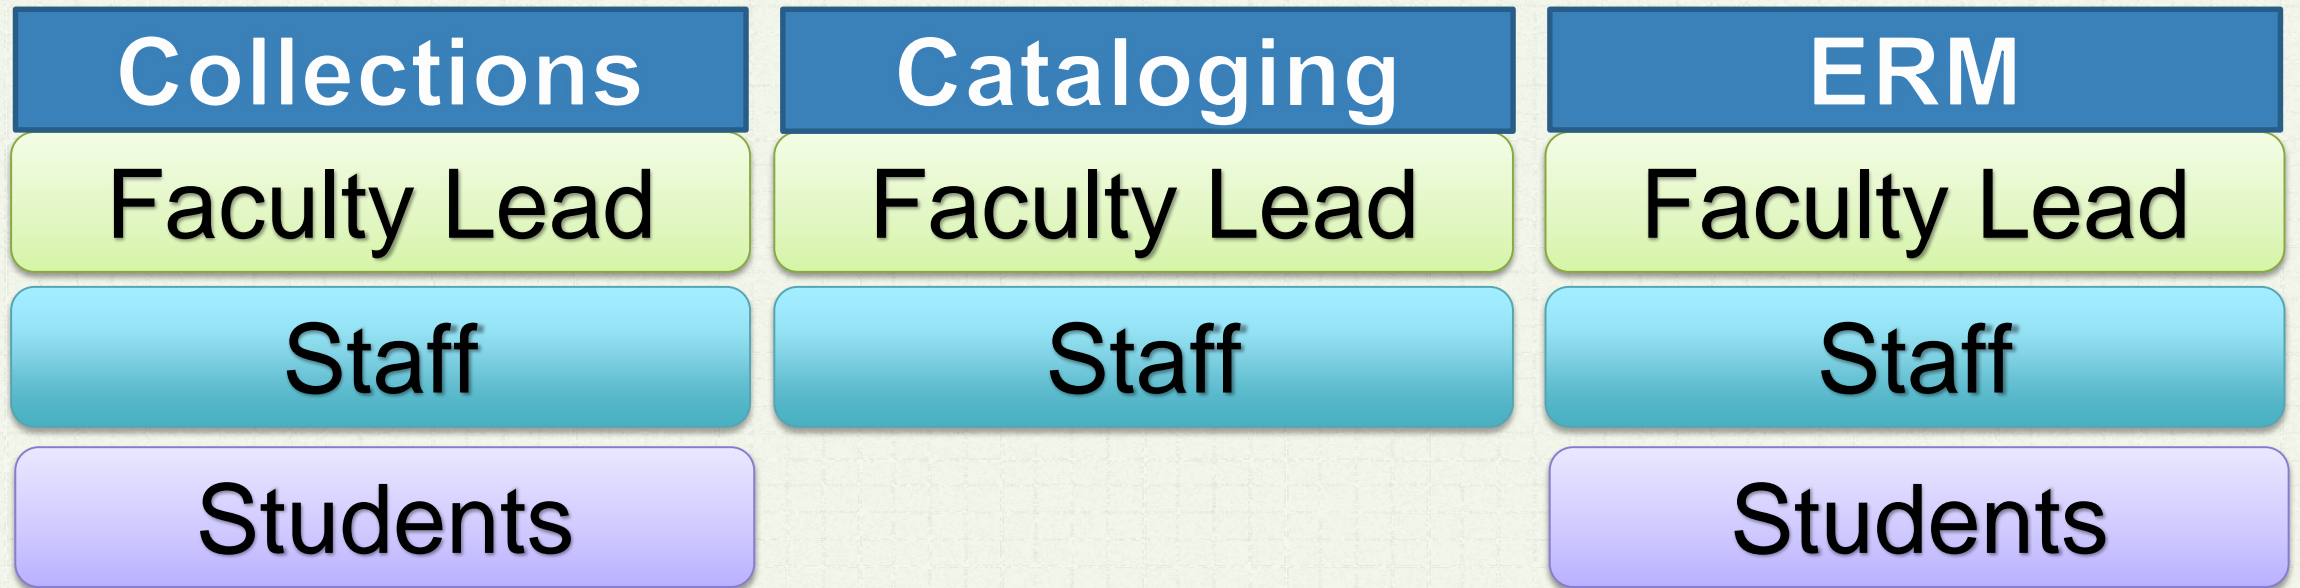 Collections
Cataloging
ERM
Faculty Lead
Faculty Lead
Faculty Lead
Staff
Staff
Staff
Students
Students